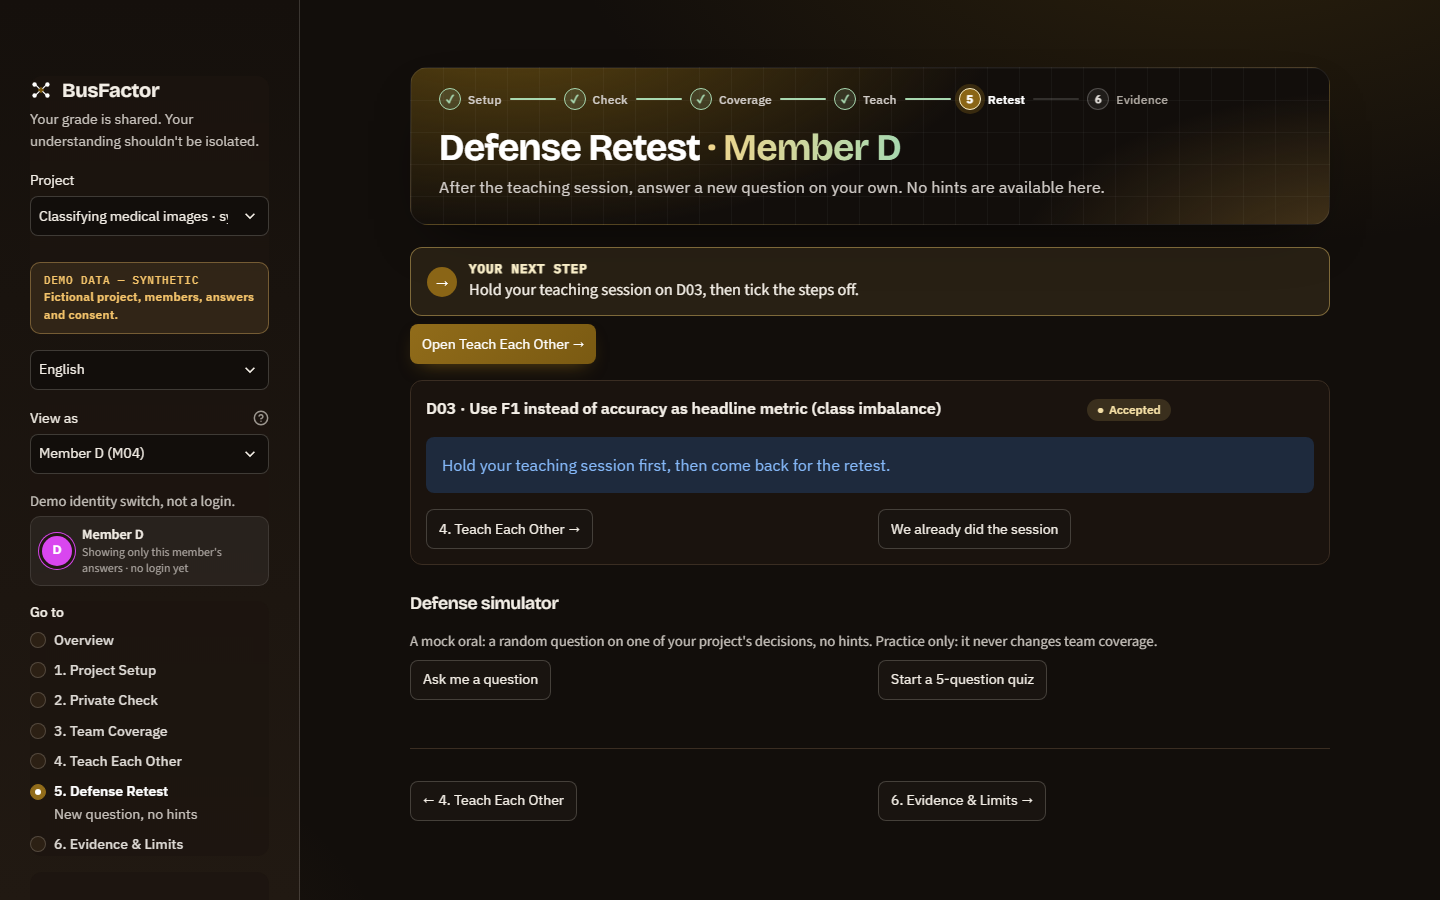 BusFactor
Your grade is shared. Your
understanding shouldn't be isolated.
Project
Classifying medical images · sy
DEMO DATA — SYNTHETIC
Fictional project, members, answers
and consent.
English
View as
Member D (M04)
Demo identity switch, not a login.
D
Member D
Showing only this member's
answers · no login yet
Go to
Overview
1. Project Setup
2. Private Check
3. Team Coverage
4. Teach Each Other
5. Defense Retest
New question, no hints
6. Evidence & Limits
Setup
Check
Coverage
Teach
5 Retest
6 Evidence
Defense Retest · Member D
After the teaching session, answer a new question on your own. No hints are available here.
YOUR NEXT STEP
→ Hold your teaching session on D03, then tick the steps off.
Open Teach Each Other →
D03 · Use F1 instead of accuracy as headline metric (class imbalance)
Accepted
Hold your teaching session first, then come back for the retest.
4. Teach Each Other →
We already did the session
Defense simulator
A mock oral: a random question on one of your project's decisions, no hints. Practice only: it never changes team coverage.
Ask me a question
Start a 5-question quiz
← 4. Teach Each Other
6. Evidence & Limits →